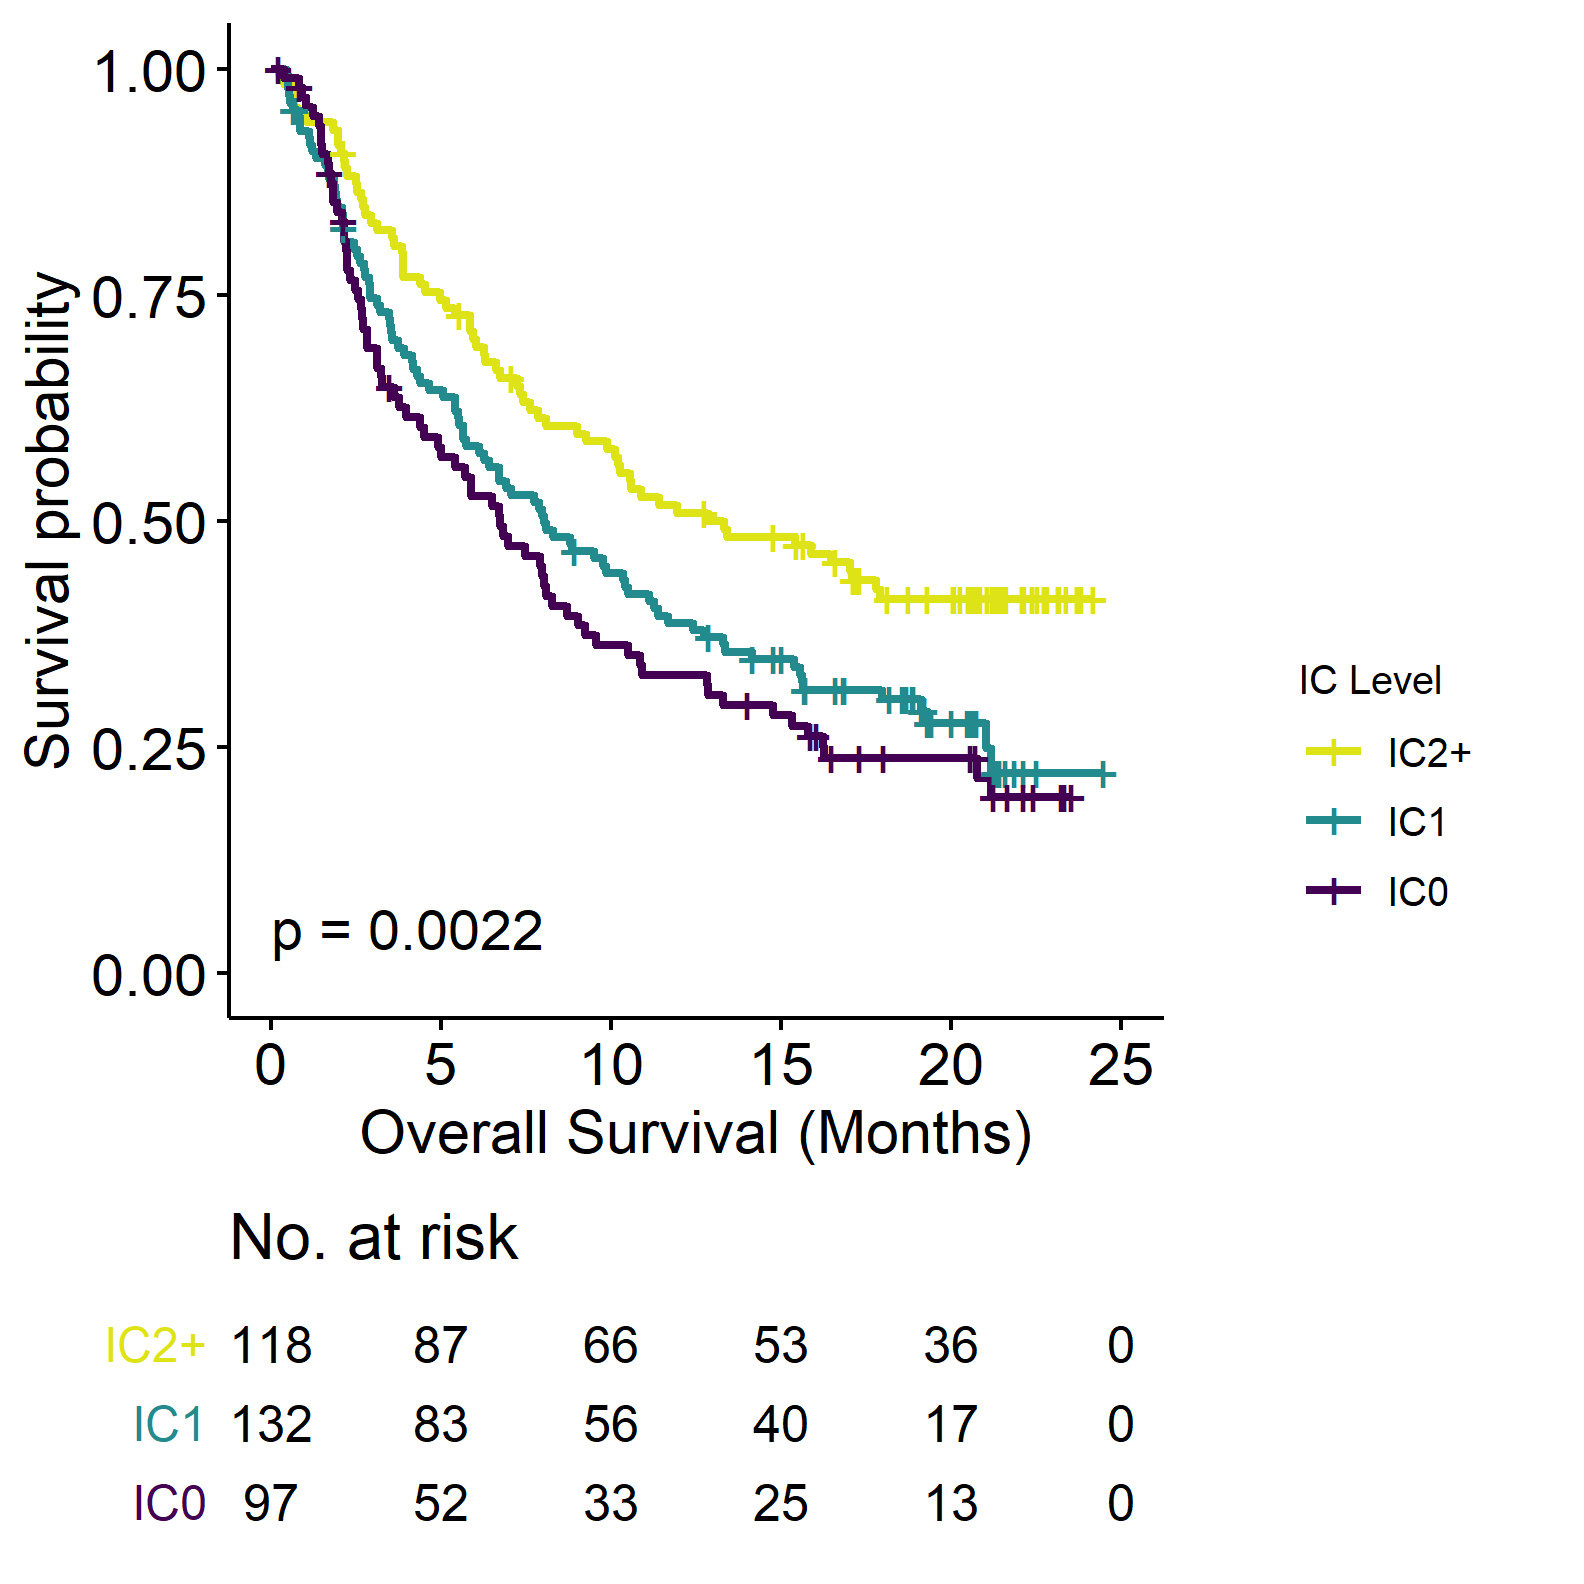 1.00
0.75
0.50
0.25
0.00
Survival probability
p = 0.0022
0 5 10 15 20 25
Overall Survival (Months)
IC Level
IC2+
IC1
IC0
No. at risk
IC2+ 118 87 66 53 36 0
IC1 132 83 56 40 17 0
IC0 97 52 33 25 13 0